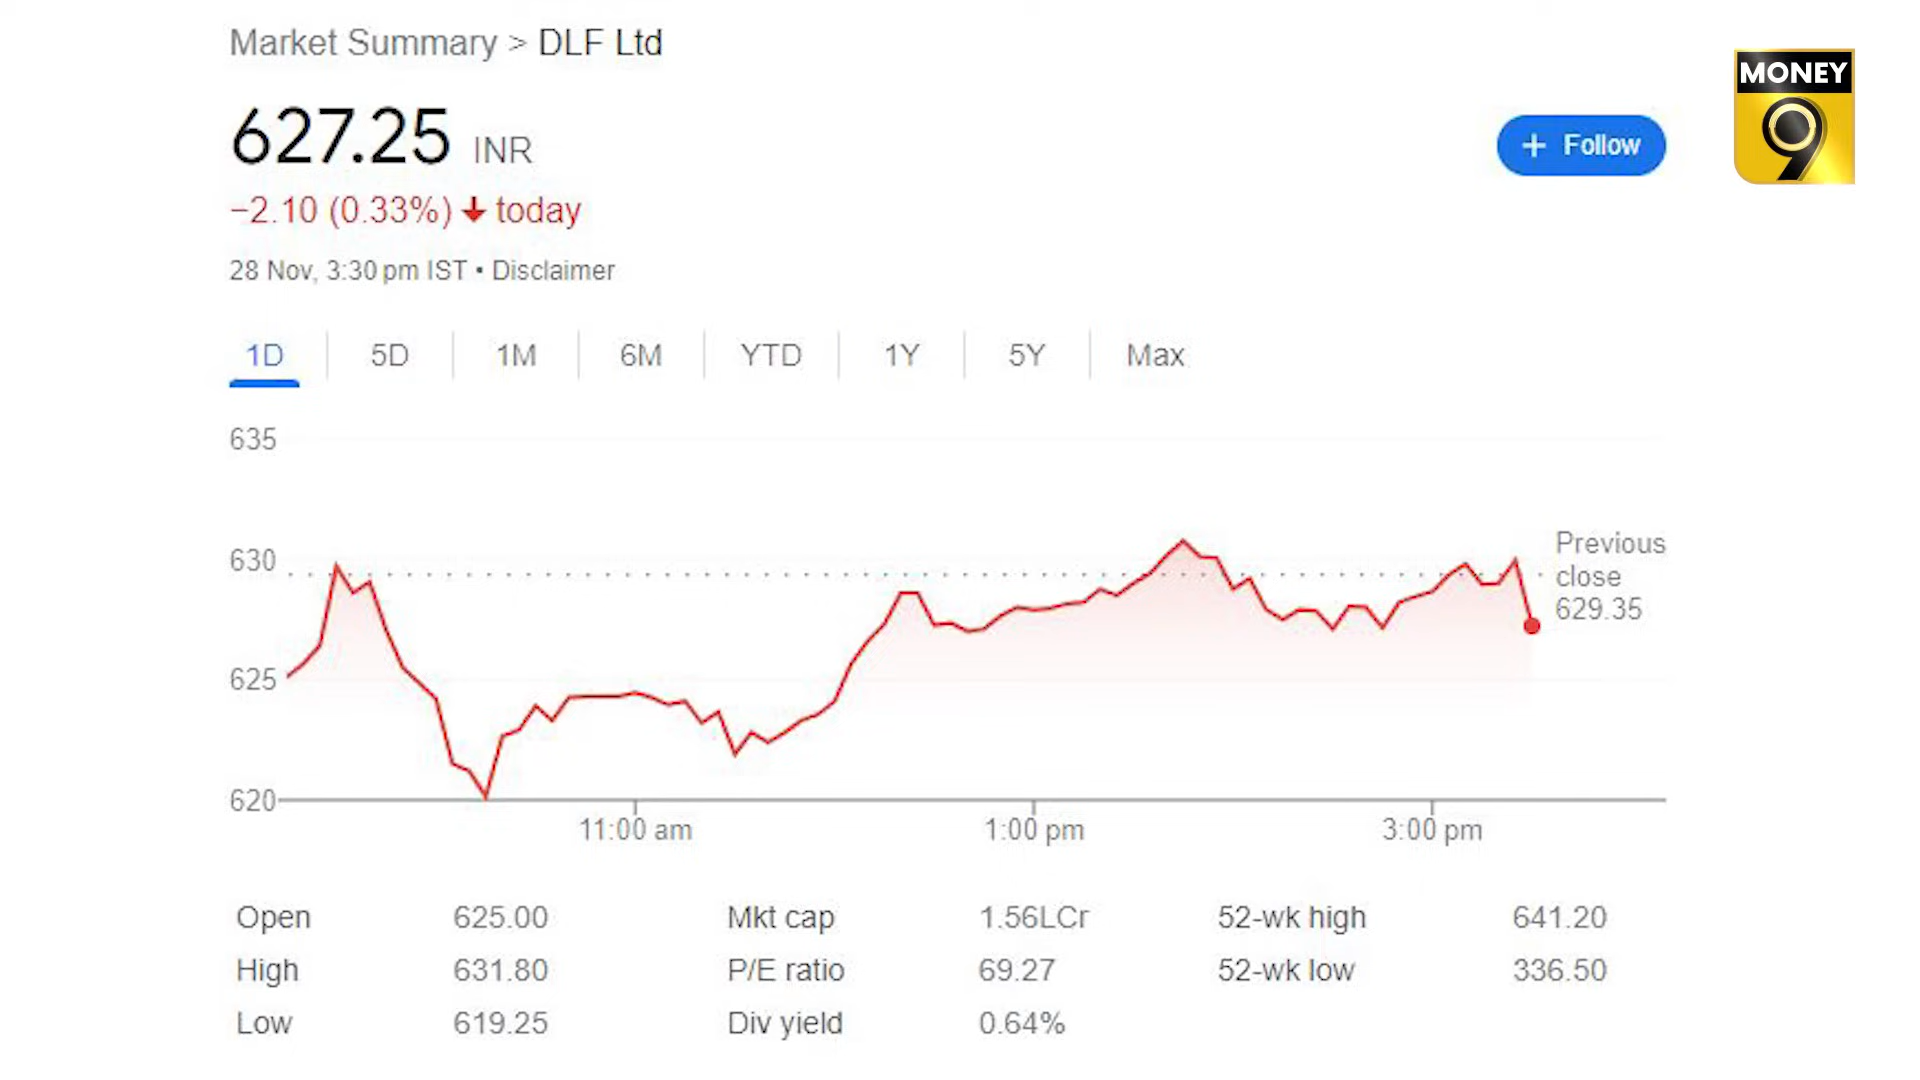 Market Summary > DLF Ltd
MONEY
9
627.25 INR
+ Follow
−2.10 (0.33%) ↓ today
28 Nov, 3:30 pm IST • Disclaimer
1D 5D 1M 6M YTD 1Y 5Y Max
635
630
625
620
Previous
close
629.35
11:00 am 1:00 pm 3:00 pm
Open 625.00 Mkt cap 1.56LCr 52-wk high 641.20
High 631.80 P/E ratio 69.27 52-wk low 336.50
Low 619.25 Div yield 0.64%